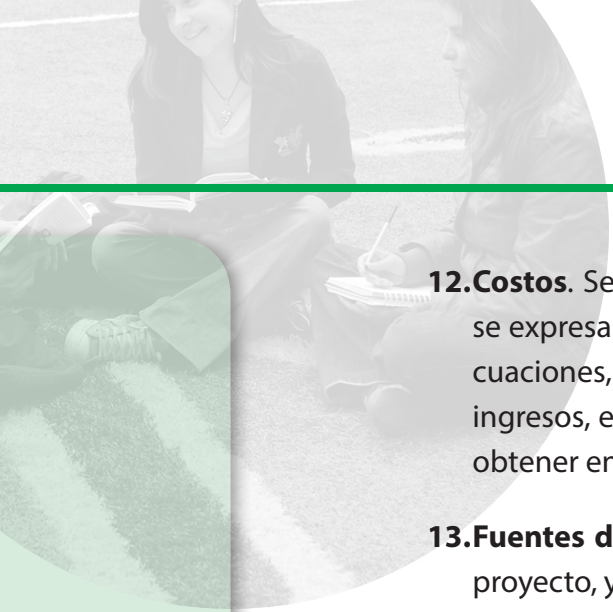 12.Costos. Se
se expresa
cuaciones,
ingresos, e
obtener en
13.Fuentes d
proyecto, y